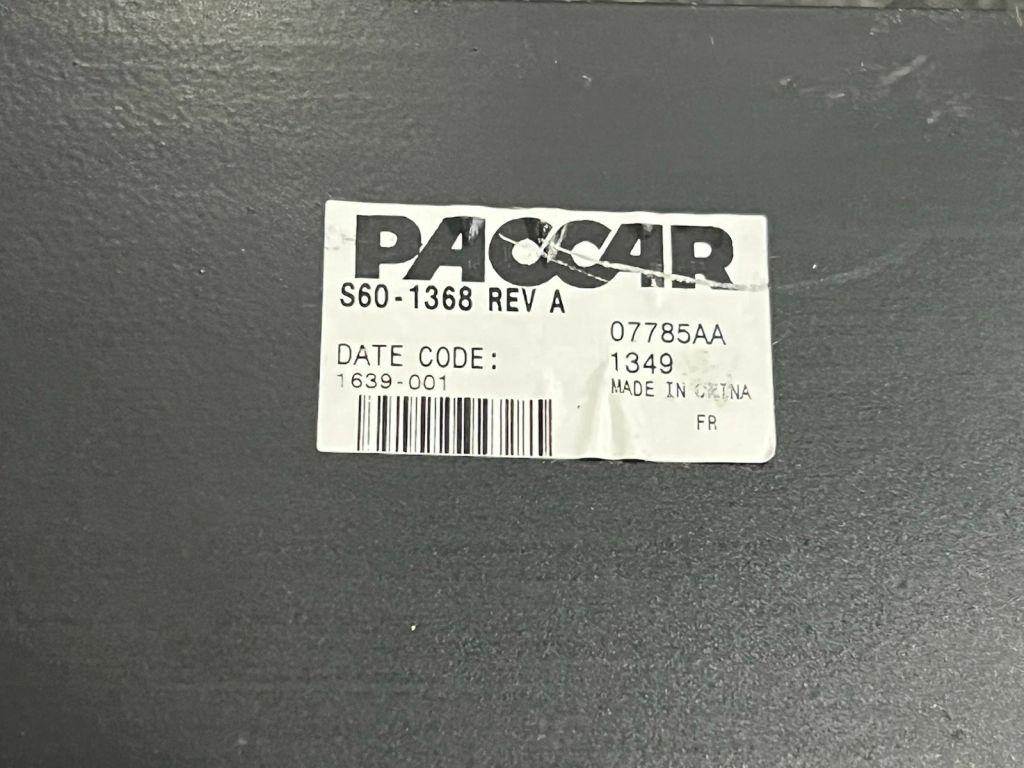 PACCAR
S60-1368 REV A
07785AA
DATE CODE: 1349
1639-001
MADE IN CHINA
FR